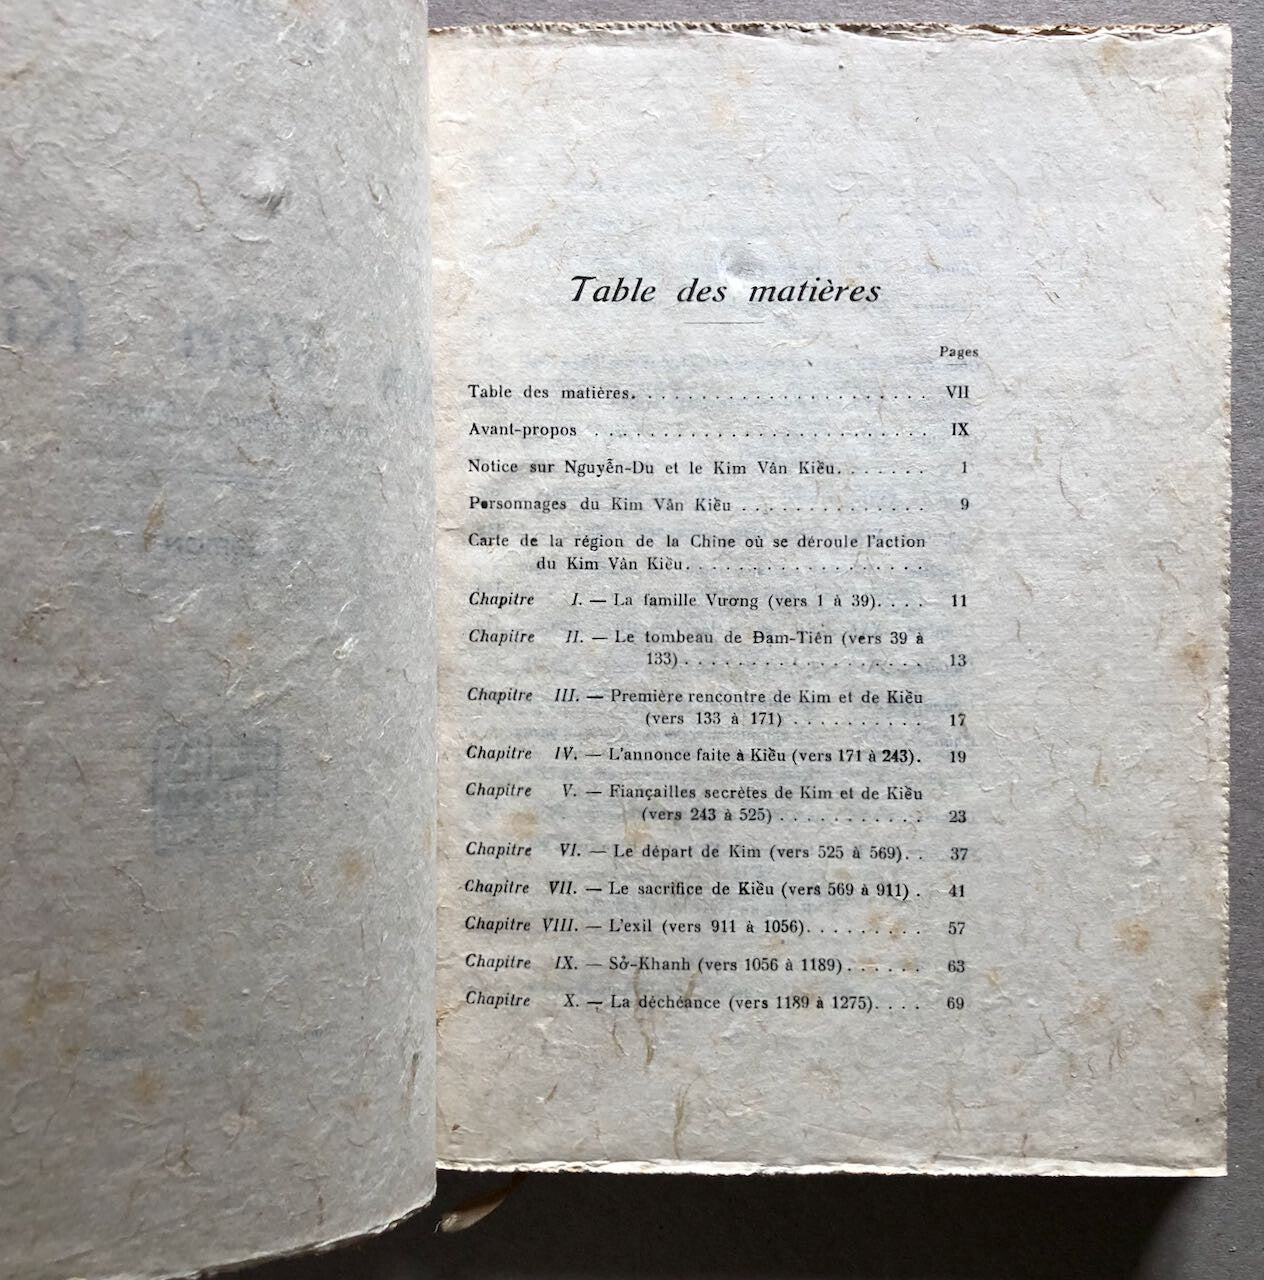 Table des matières
Pages
Table des matières. . . . . . . . . . . . . . . . . . . . . . VII
Avant-propos . . . . . . . . . . . . . . . . . . . . . . . . IX
Notice sur Nguyễn-Du et le Kim Vân Kiều. . . . . . . 1
Personnages du Kim Vân Kiều . . . . . . . . . . . . . . 9
Carte de la région de la Chine où se déroule l'action
du Kim Vân Kiều. . . . . . . . . . . . . . . . . .
Chapitre I. — La famille Vương (vers 1 à 39). . . . 11
Chapitre II. — Le tombeau de Đạm-Tiên (vers 39 à
133) . . . . . . . . . . . . . . . . . . 13
Chapitre III. — Première rencontre de Kim et de Kiều
(vers 133 à 171) . . . . . . . . . . 17
Chapitre IV. — L'annonce faite à Kiều (vers 171 à 243). 19
Chapitre V. — Fiançailles secrètes de Kim et de Kiều
(vers 243 à 525) . . . . . . . . . . . 23
Chapitre VI. — Le départ de Kim (vers 525 à 569). . 37
Chapitre VII. — Le sacrifice de Kiều (vers 569 à 911) . 41
Chapitre VIII. — L'exil (vers 911 à 1056). . . . . . . . . 57
Chapitre IX. — Sở-Khanh (vers 1056 à 1189) . . . . . . 63
Chapitre X. — La déchéance (vers 1189 à 1275). . . . 69